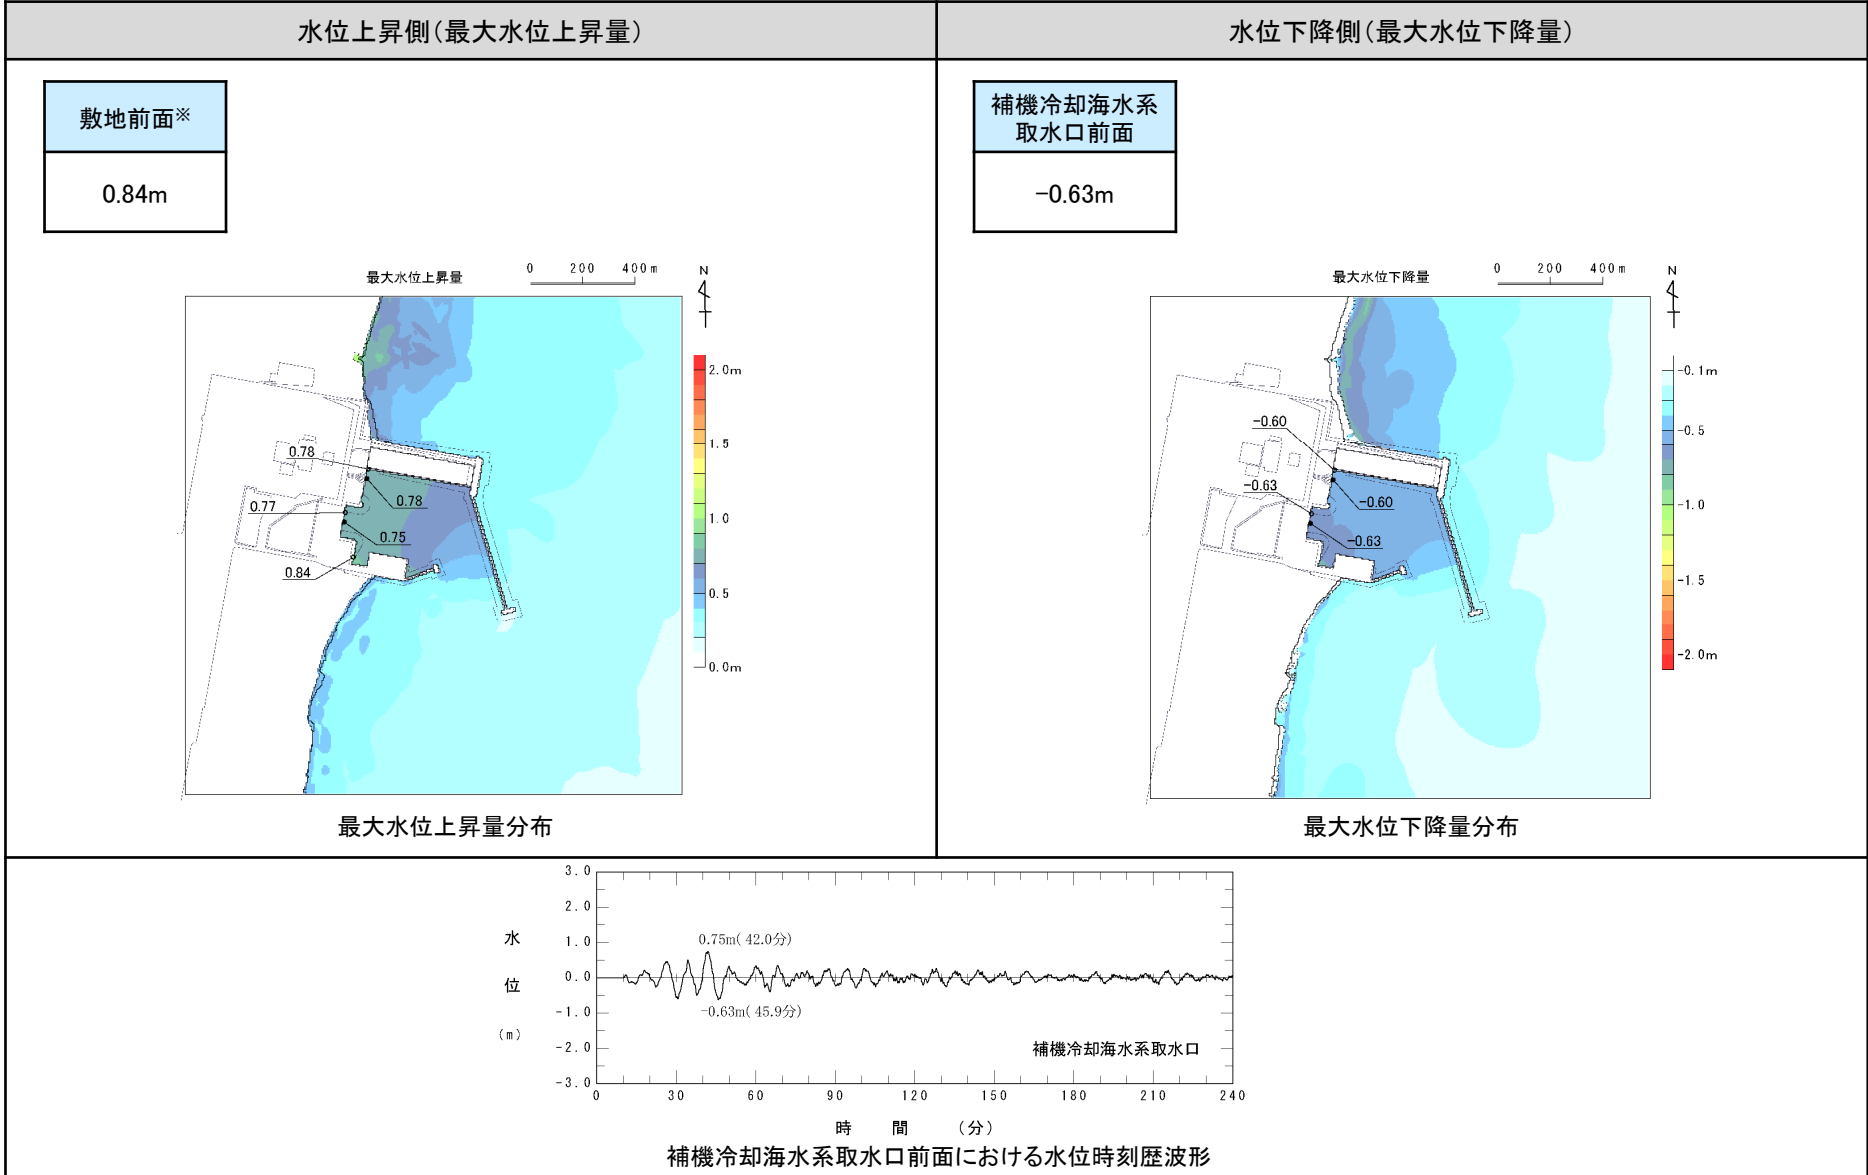 水位上昇側(最大水位上昇量)
水位下降側(最大水位下降量)
敷地前面※
0.84m
補機冷却海水系
取水口前面
−0.63m
最大水位上昇量
0 200 400m
N
2.0m
1.5
1.0
0.5
0.0m
0.78
0.78
0.77
0.75
0.84
最大水位上昇量分布
最大水位下降量
0 200 400m
N
-0.1m
-0.5
-1.0
-1.5
-2.0m
-0.60
-0.60
-0.63
-0.63
最大水位下降量分布
水位(m)
3.0
2.0
1.0
0.0
-1.0
-2.0
-3.0
0.75m( 42.0分)
-0.63m( 45.9分)
補機冷却海水系取水口
0 30 60 90 120 150 180 210 240
時 間 (分)
補機冷却海水系取水口前面における水位時刻歴波形